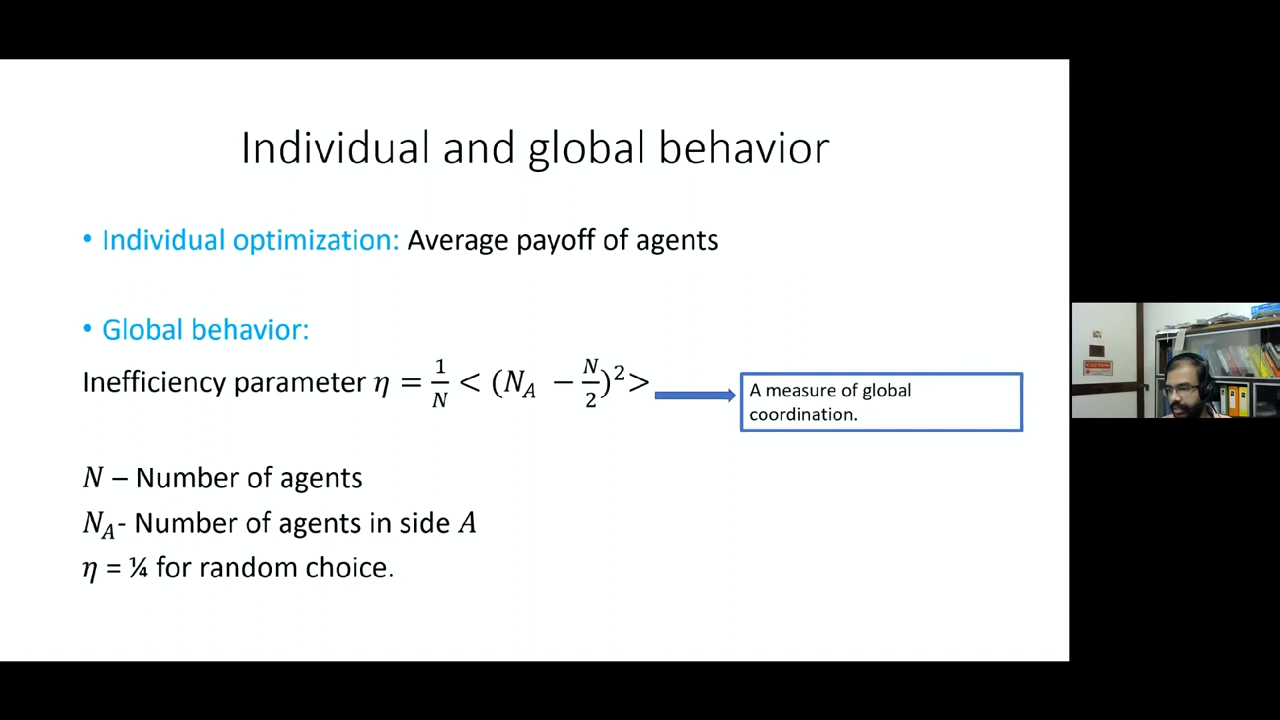 Individual and global behavior
• Individual optimization: Average payoff of agents
• Global behavior:
Inefficiency parameter η = 1/N < (N_A − N/2)² >
A measure of global
coordination.
N – Number of agents
N_A- Number of agents in side A
η = ¼ for random choice.
CAUTION